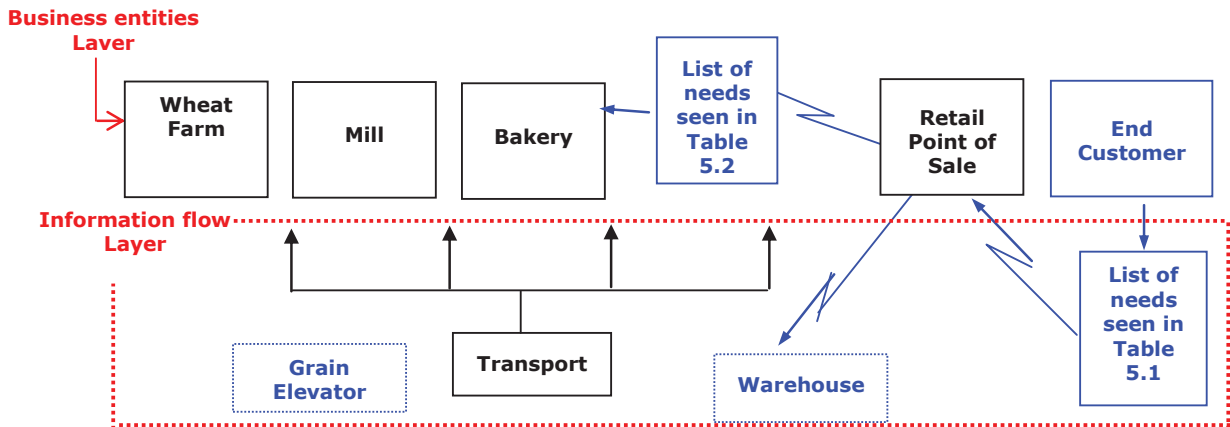 Business entities
Laver
Wheat
Farm
Mill
Bakery
List of
needs
seen in
Table
5.2
Retail
Point of
Sale
End
Customer
Information flow
Layer
Grain
Elevator
Transport
Warehouse
List of
needs
seen in
Table
5.1